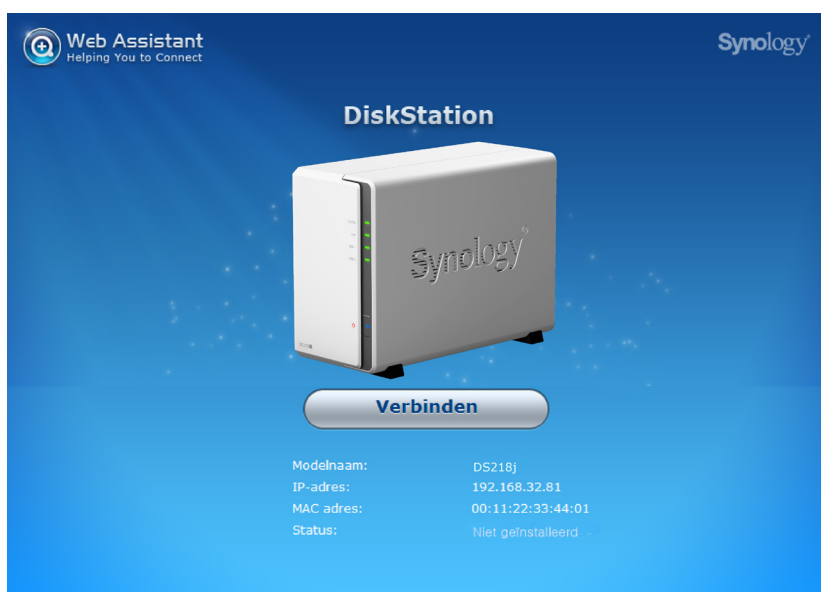 Web Assistant
Helping You to Connect
Synology
DiskStation
Synology
Verbinden
Modelnaam: DS218j
IP-adres: 192.168.32.81
MAC adres: 00:11:22:33:44:01
Status: Niet geïnstalleerd